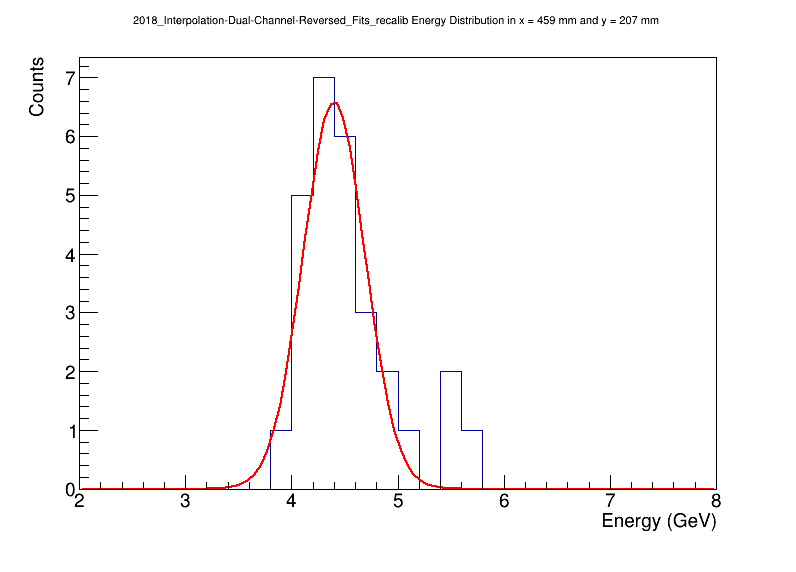 2018_Interpolation-Dual-Channel-Reversed_Fits_recalib Energy Distribution in x = 459 mm and y = 207 mm
Counts
7
6
5
4
3
2
1
0
2 3 4 5 6 7 8
Energy (GeV)